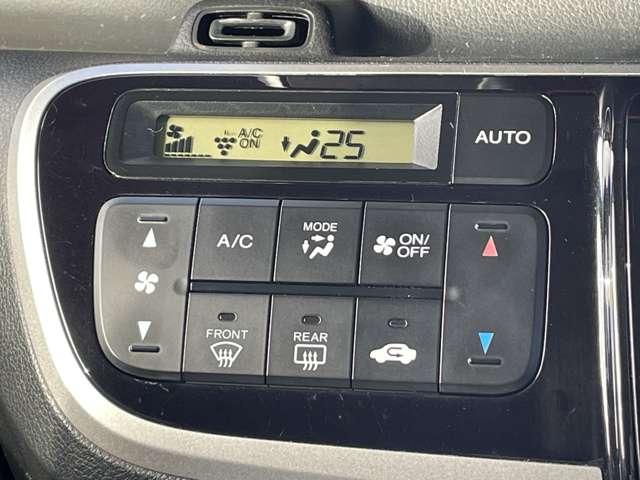 A/C
ON
25
AUTO
A/C
MODE
ON/
OFF
FRONT
REAR